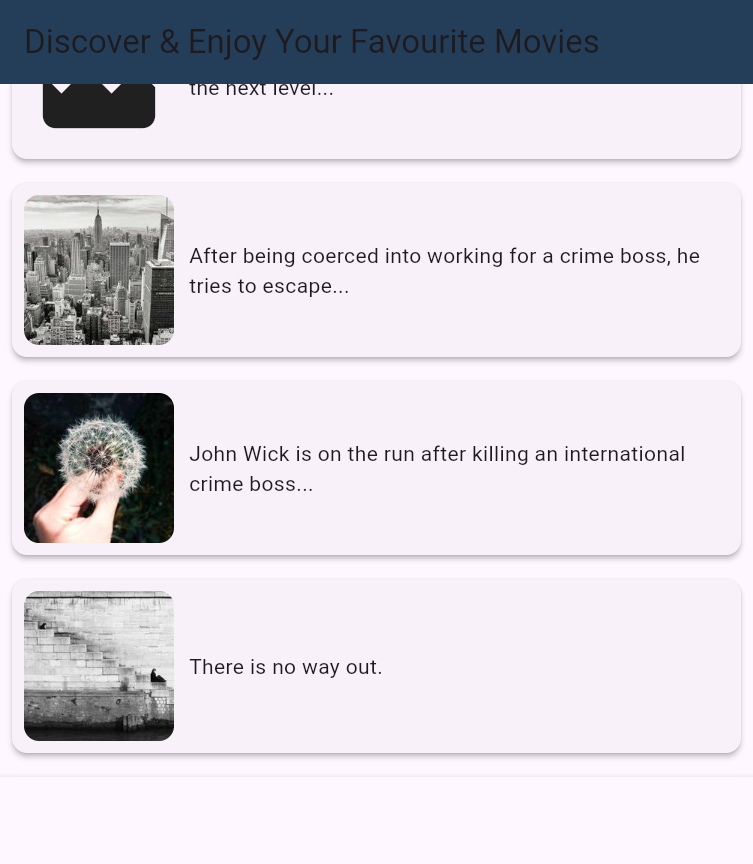 Discover & Enjoy Your Favourite Movies
the next level...
After being coerced into working for a crime boss, he
tries to escape...
John Wick is on the run after killing an international
crime boss...
There is no way out.